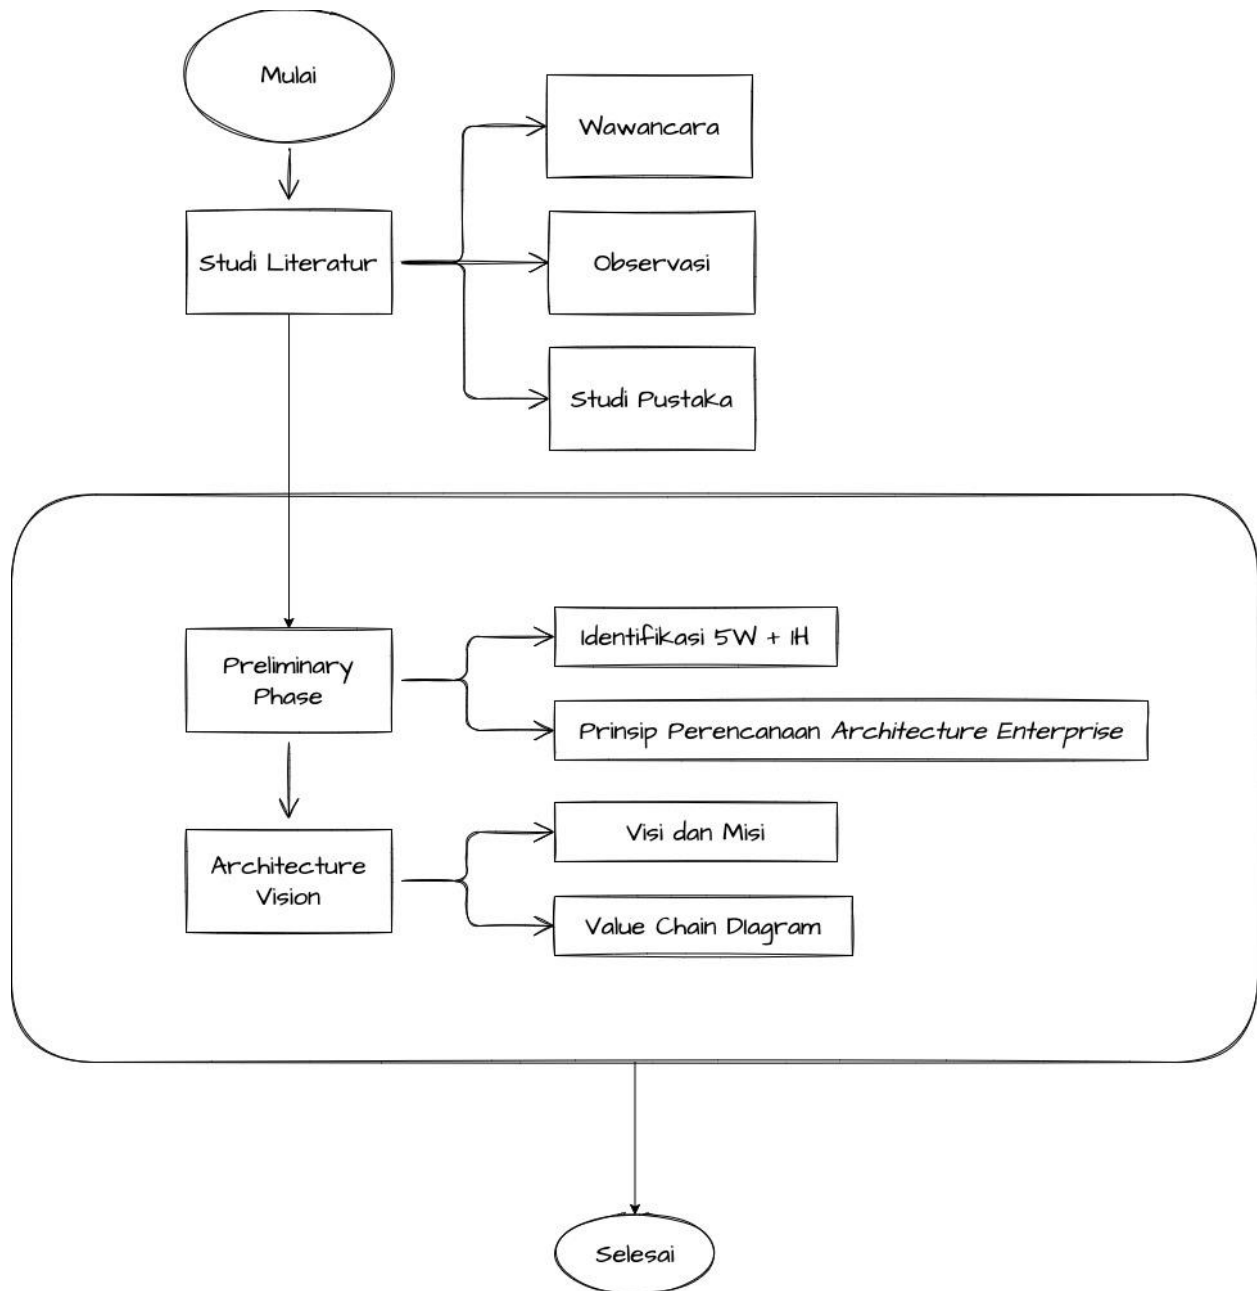 Mulai
Wawancara
Studi Literatur
Observasi
Studi Pustaka
Preliminary
Phase
Identifikasi 5W + 1H
Prinsip Perencanaan Architecture Enterprise
Architecture
Vision
Visi dan Misi
Value Chain DIagram
Selesai